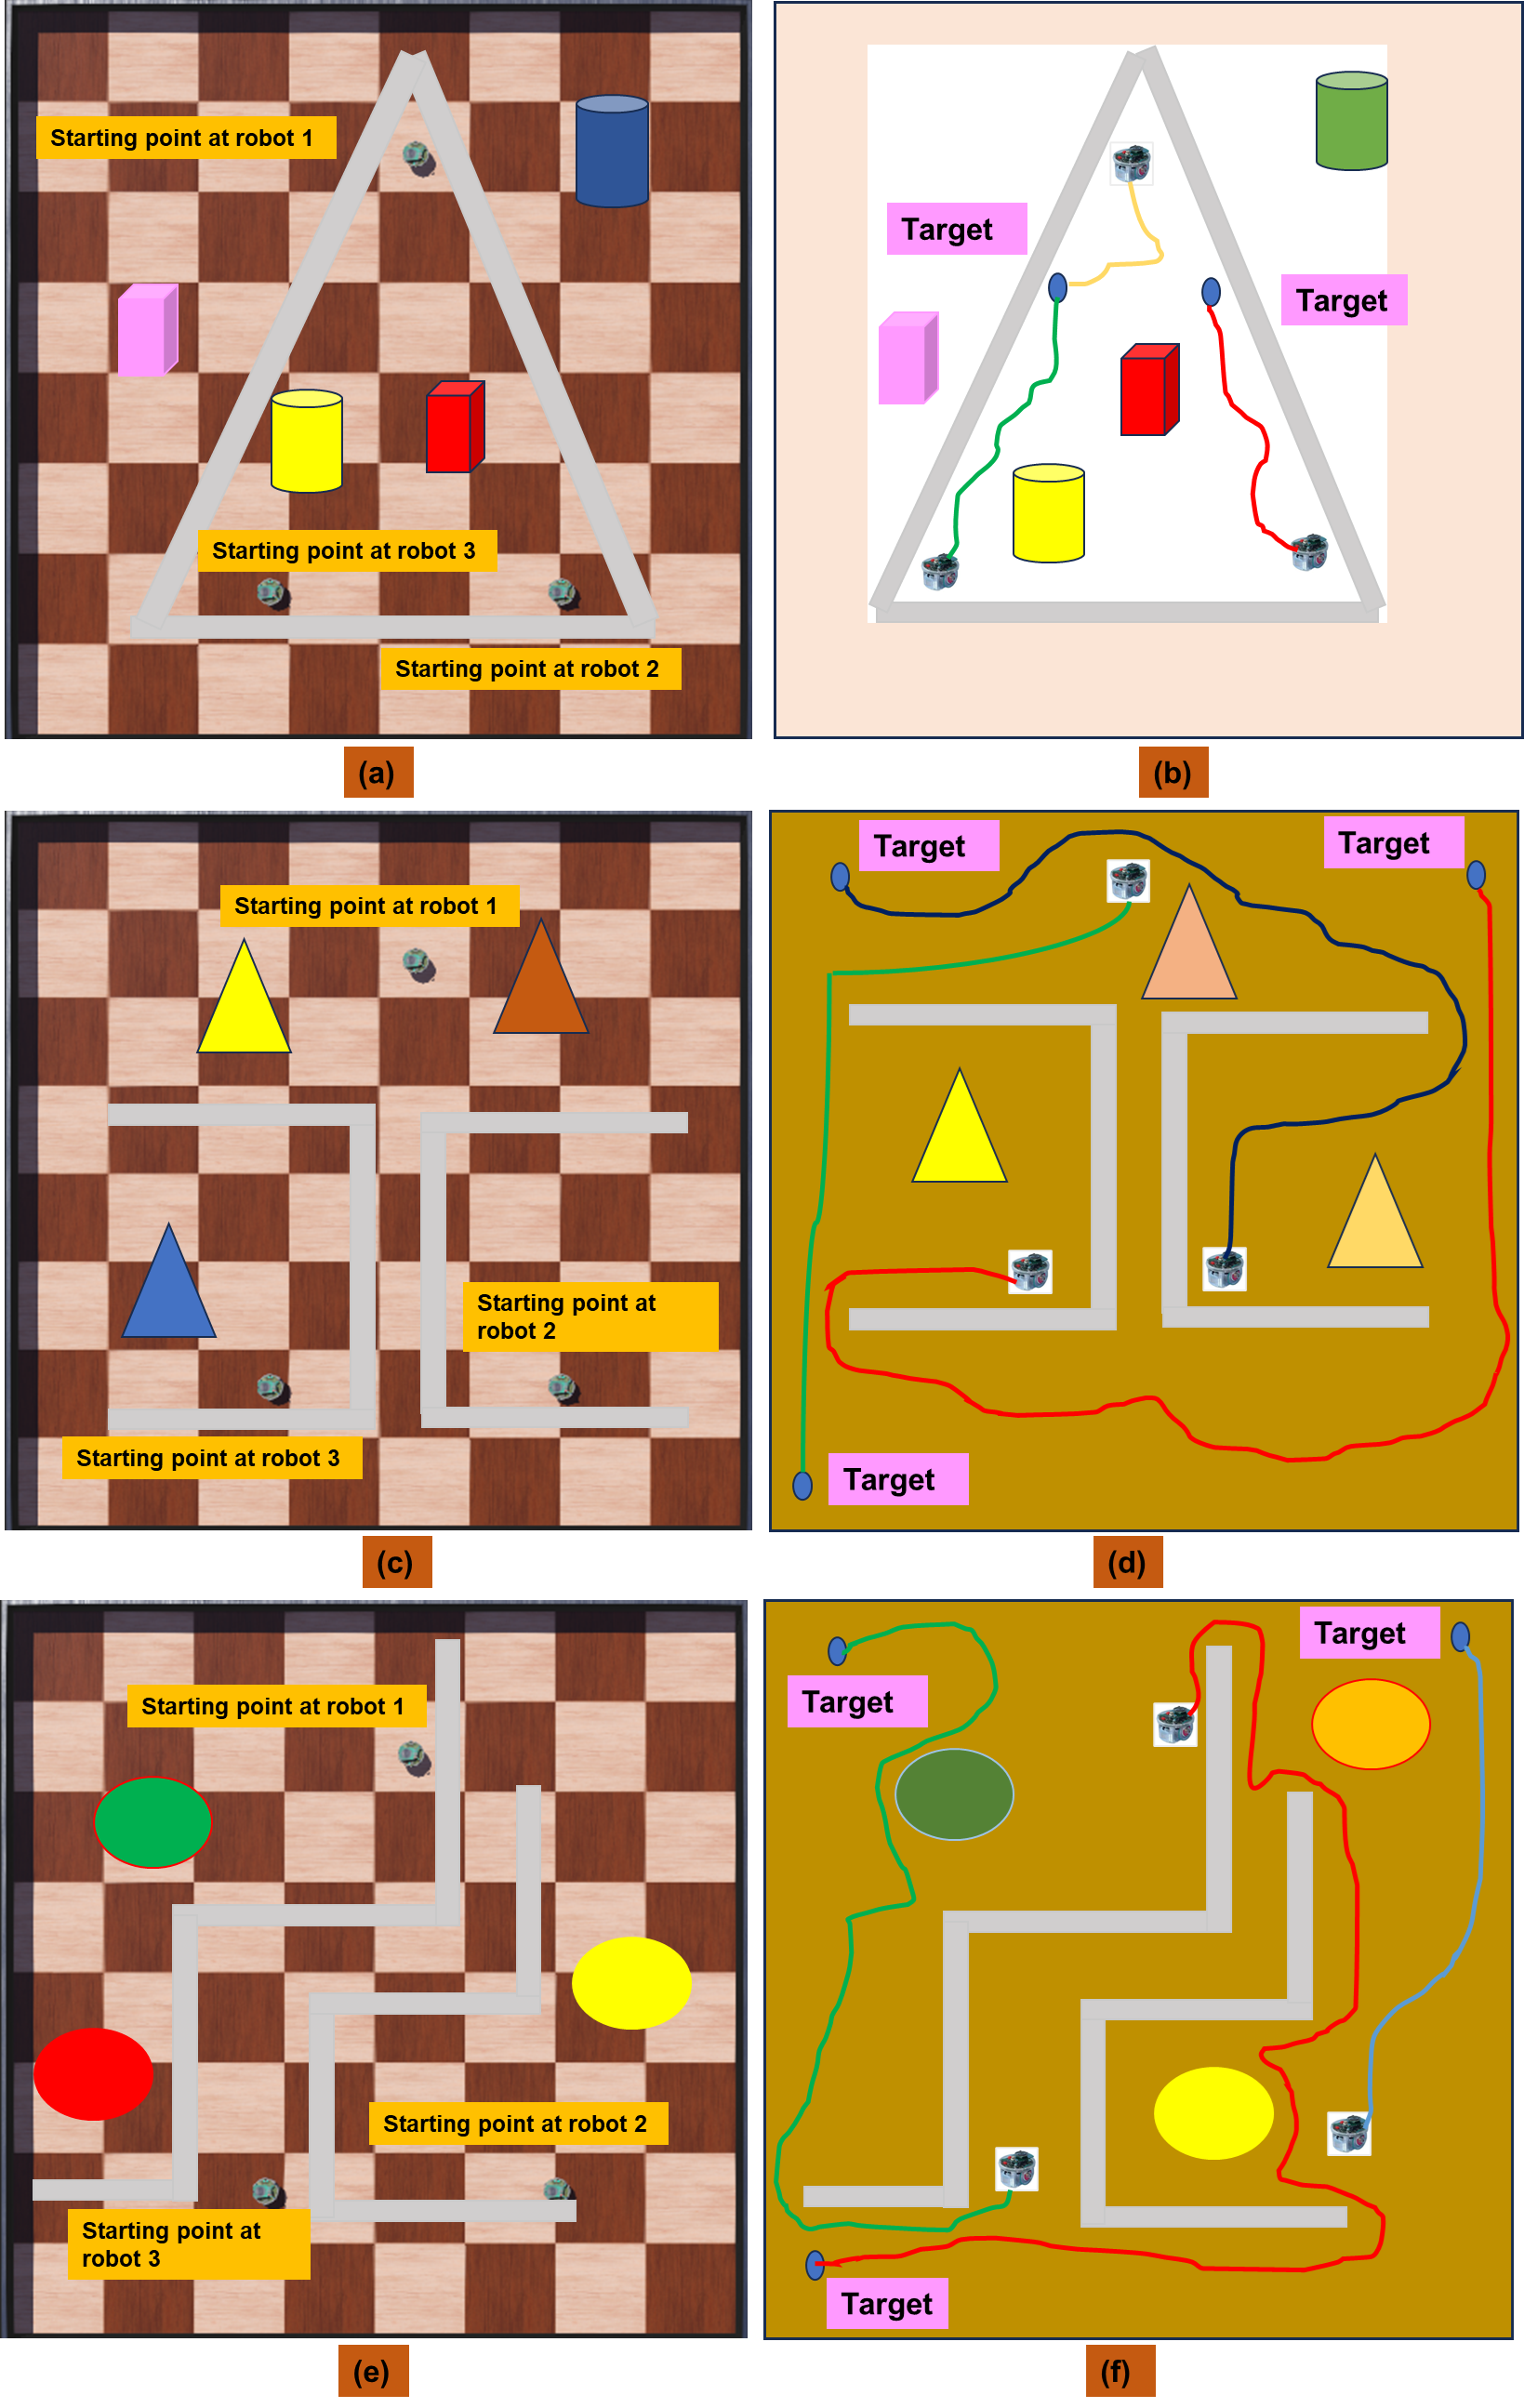 Starting point at robot 1
Starting point at robot 3
Starting point at robot 2
(a)
Target
Target
(b)
Starting point at robot 1
Starting point at
robot 2
Starting point at robot 3
(c)
Target
Target
Target
(d)
Starting point at robot 1
Starting point at robot 2
Starting point at
robot 3
(e)
Target
Target
Target
(f)